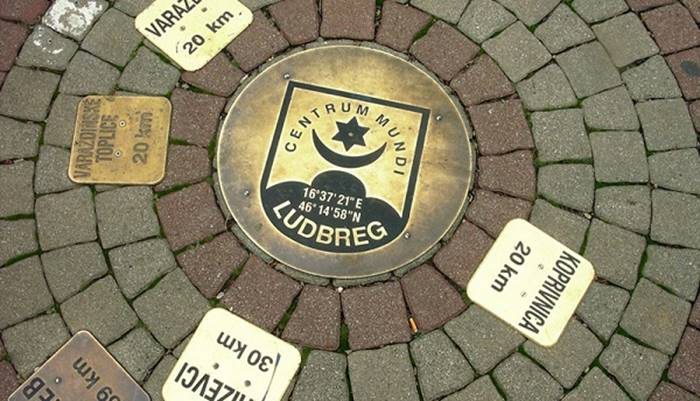 CENTRUM MUNDI
16°37'21"E
46°14'58"N
LUDBREG
20 km
VARAŽDINSKE
TOPLICE
20 km
KOPRIVNICA
20 km
30 km